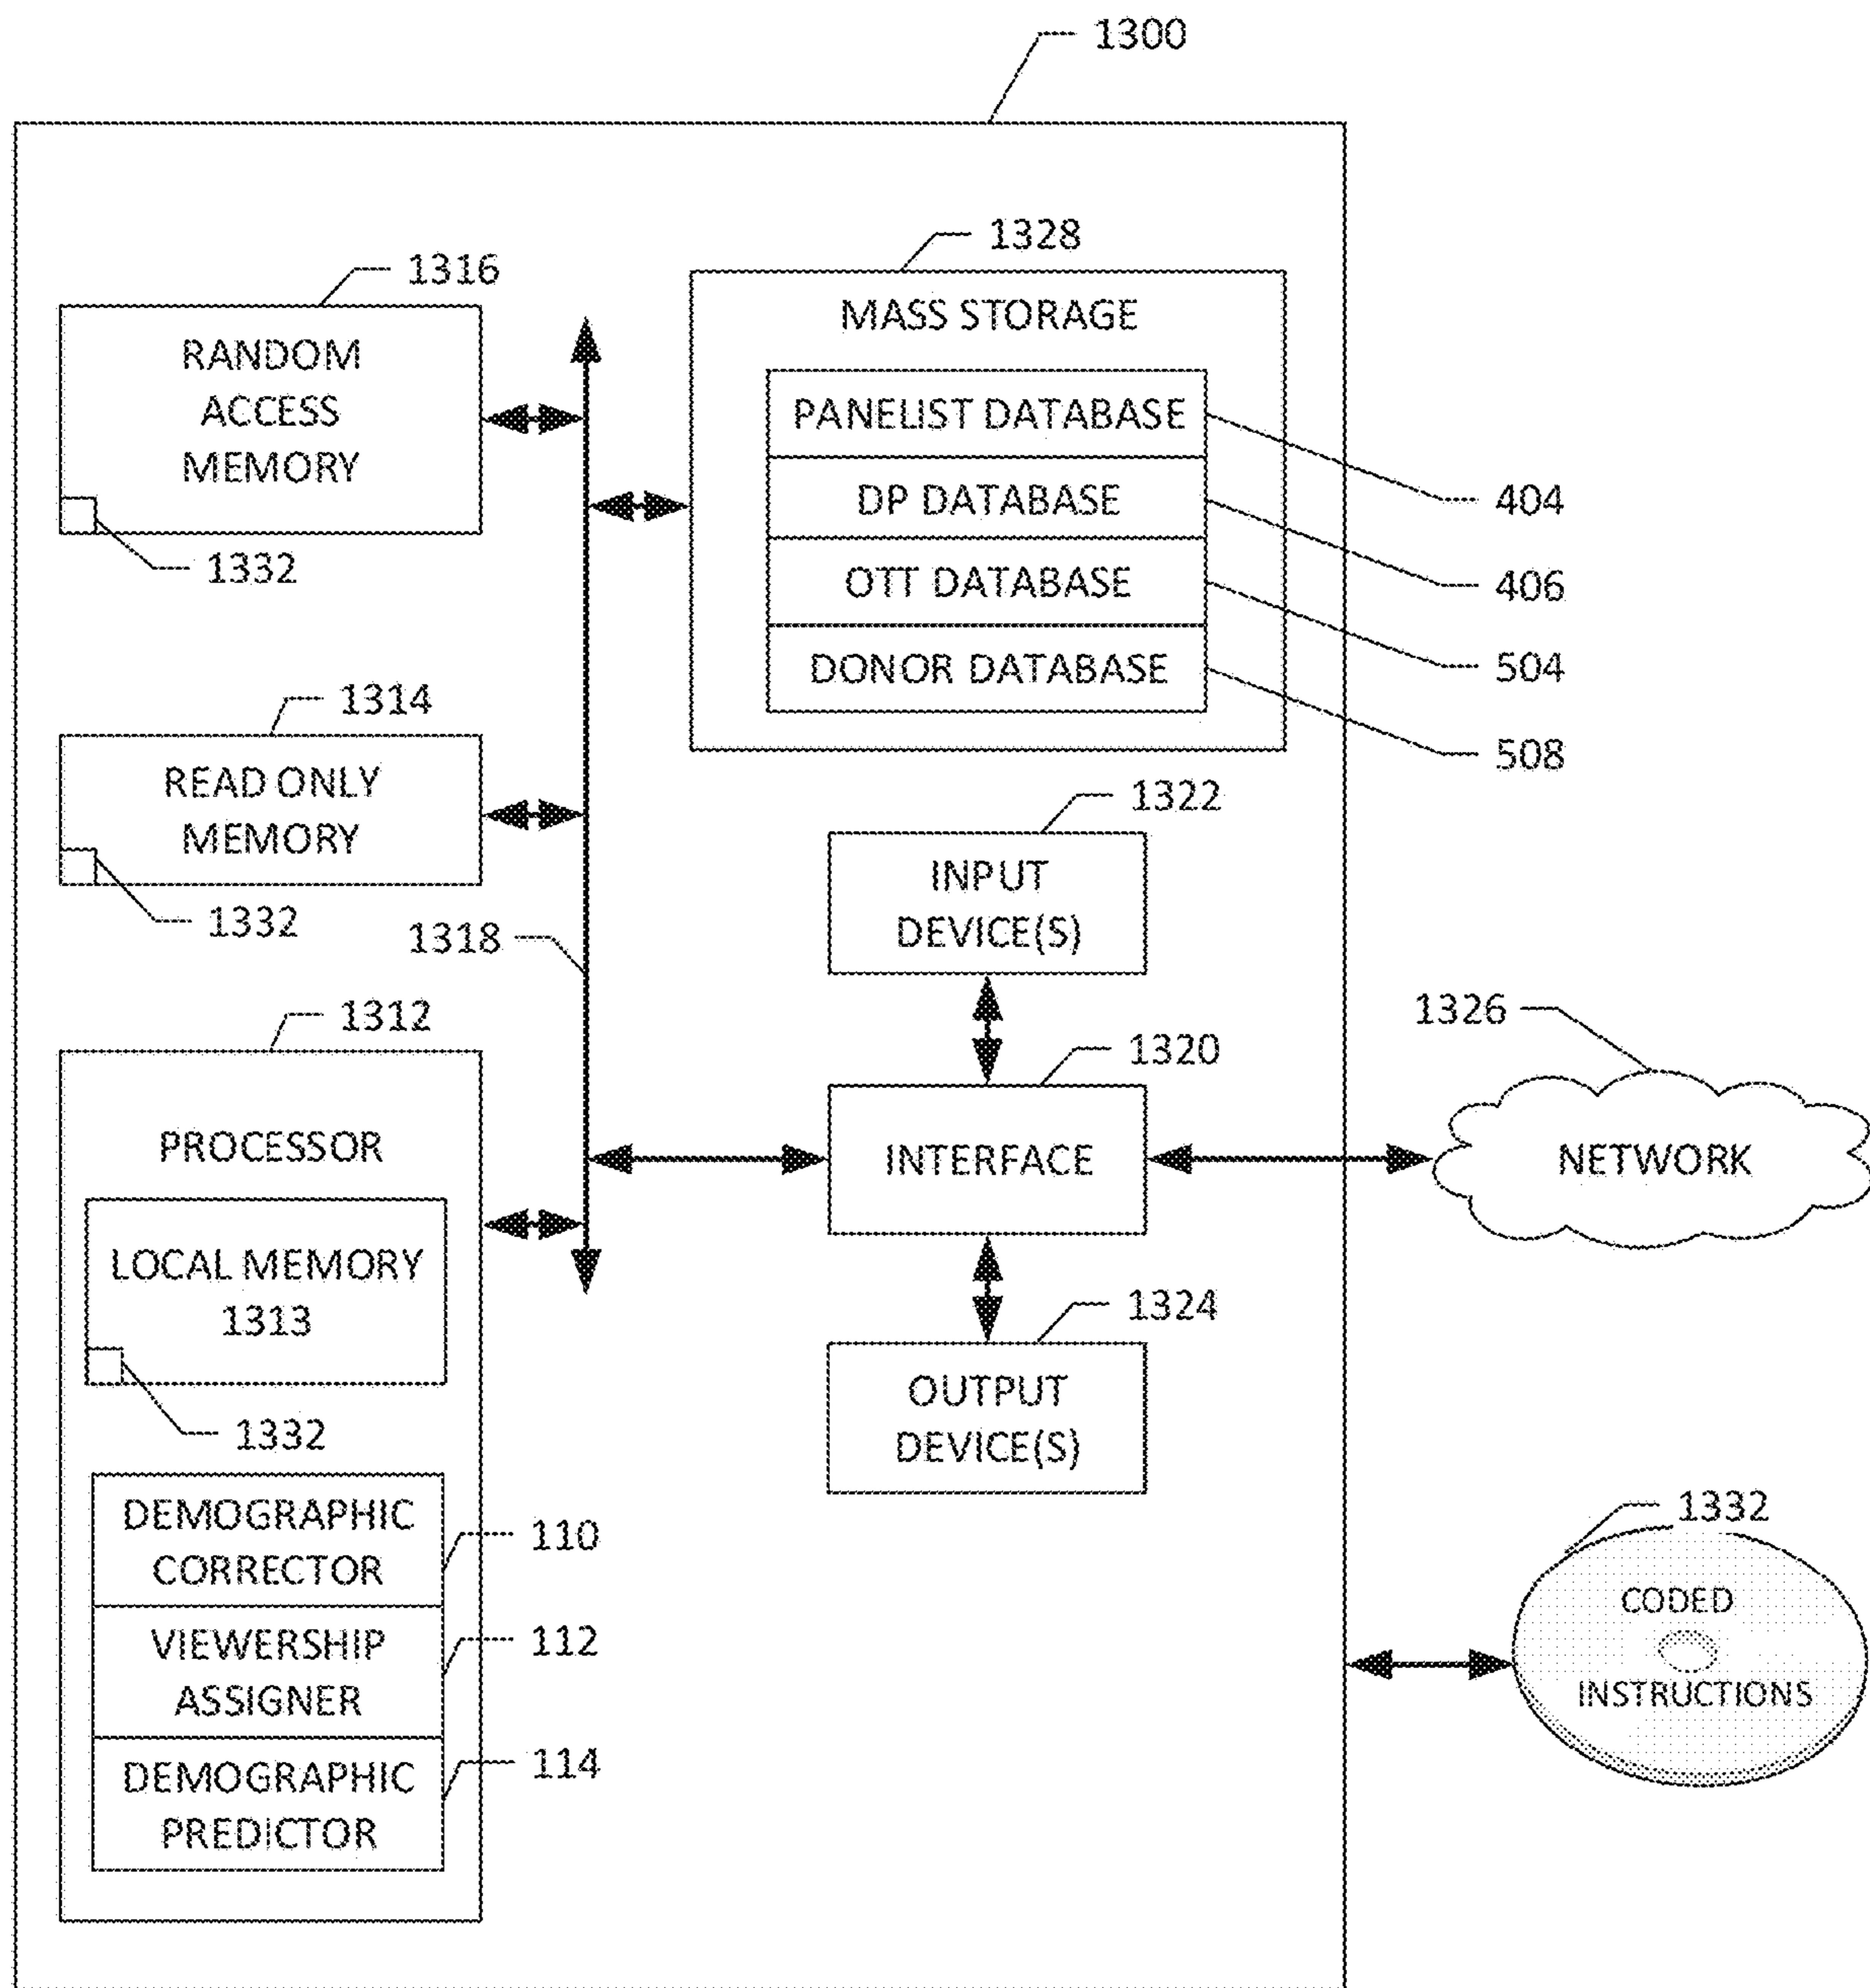 1300
1316
RANDOM
ACCESS
MEMORY
1332
1328
MASS STORAGE
PANELIST DATABASE
DP DATABASE
OTT DATABASE
DONOR DATABASE
404
406
504
508
1314
READ ONLY
MEMORY
1332
1318
1322
INPUT
DEVICE(S)
1312
PROCESSOR
LOCAL MEMORY
1313
1332
1320
INTERFACE
1326
NETWORK
1324
OUTPUT
DEVICE(S)
DEMOGRAPHIC
CORRECTOR
110
VIEWERSHIP
ASSIGNER
112
DEMOGRAPHIC
PREDICTOR
114
1332
CODED
INSTRUCTIONS